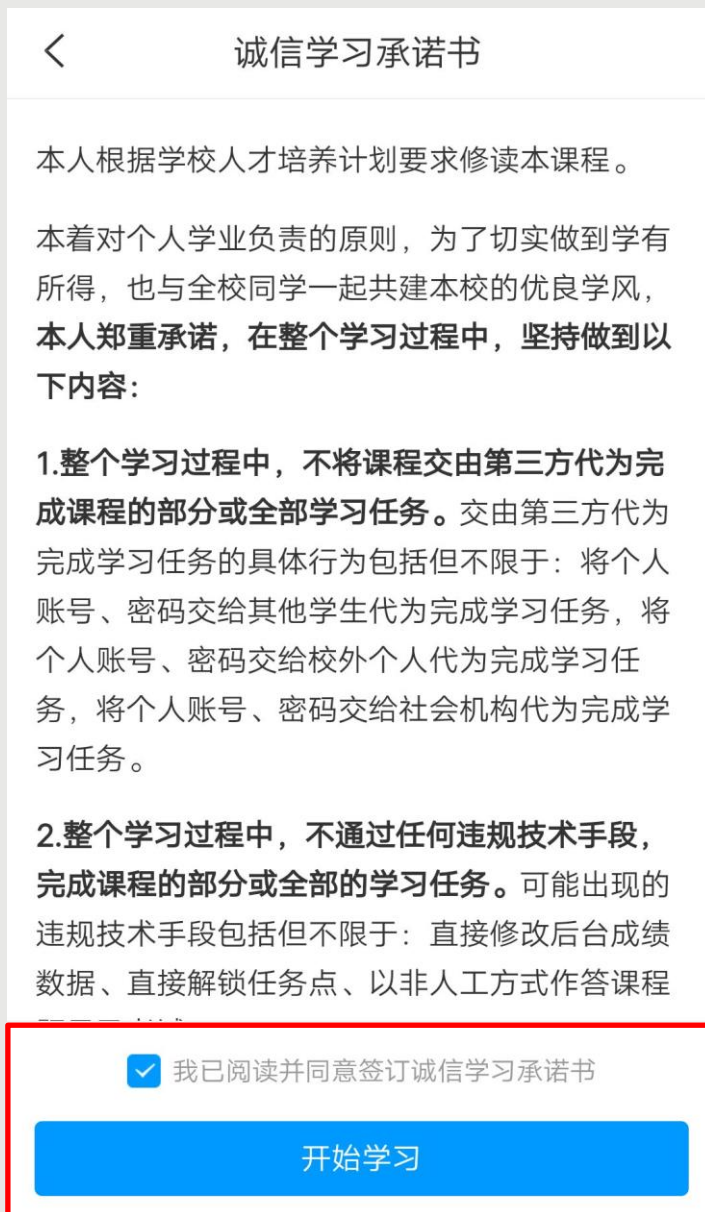 诚信学习承诺书
本人根据学校人才培养计划要求修读本课程。
本着对个人学业负责的原则，为了切实做到学有
所得，也与全校同学一起共建本校的优良学风，
本人郑重承诺，在整个学习过程中，坚持做到以
下内容：
1.整个学习过程中，不将课程交由第三方代为完
成课程的部分或全部学习任务。交由第三方代为
完成学习任务的具体行为包括但不限于：将个人
账号、密码交给其他学生代为完成学习任务，将
个人账号、密码交给校外个人代为完成学习任
务，将个人账号、密码交给社会机构代为完成学
习任务。
2.整个学习过程中，不通过任何违规技术手段，
完成课程的部分或全部的学习任务。可能出现的
违规技术手段包括但不限于：直接修改后台成绩
数据、直接解锁任务点、以非人工方式作答课程
我已阅读并同意签订诚信学习承诺书
开始学习